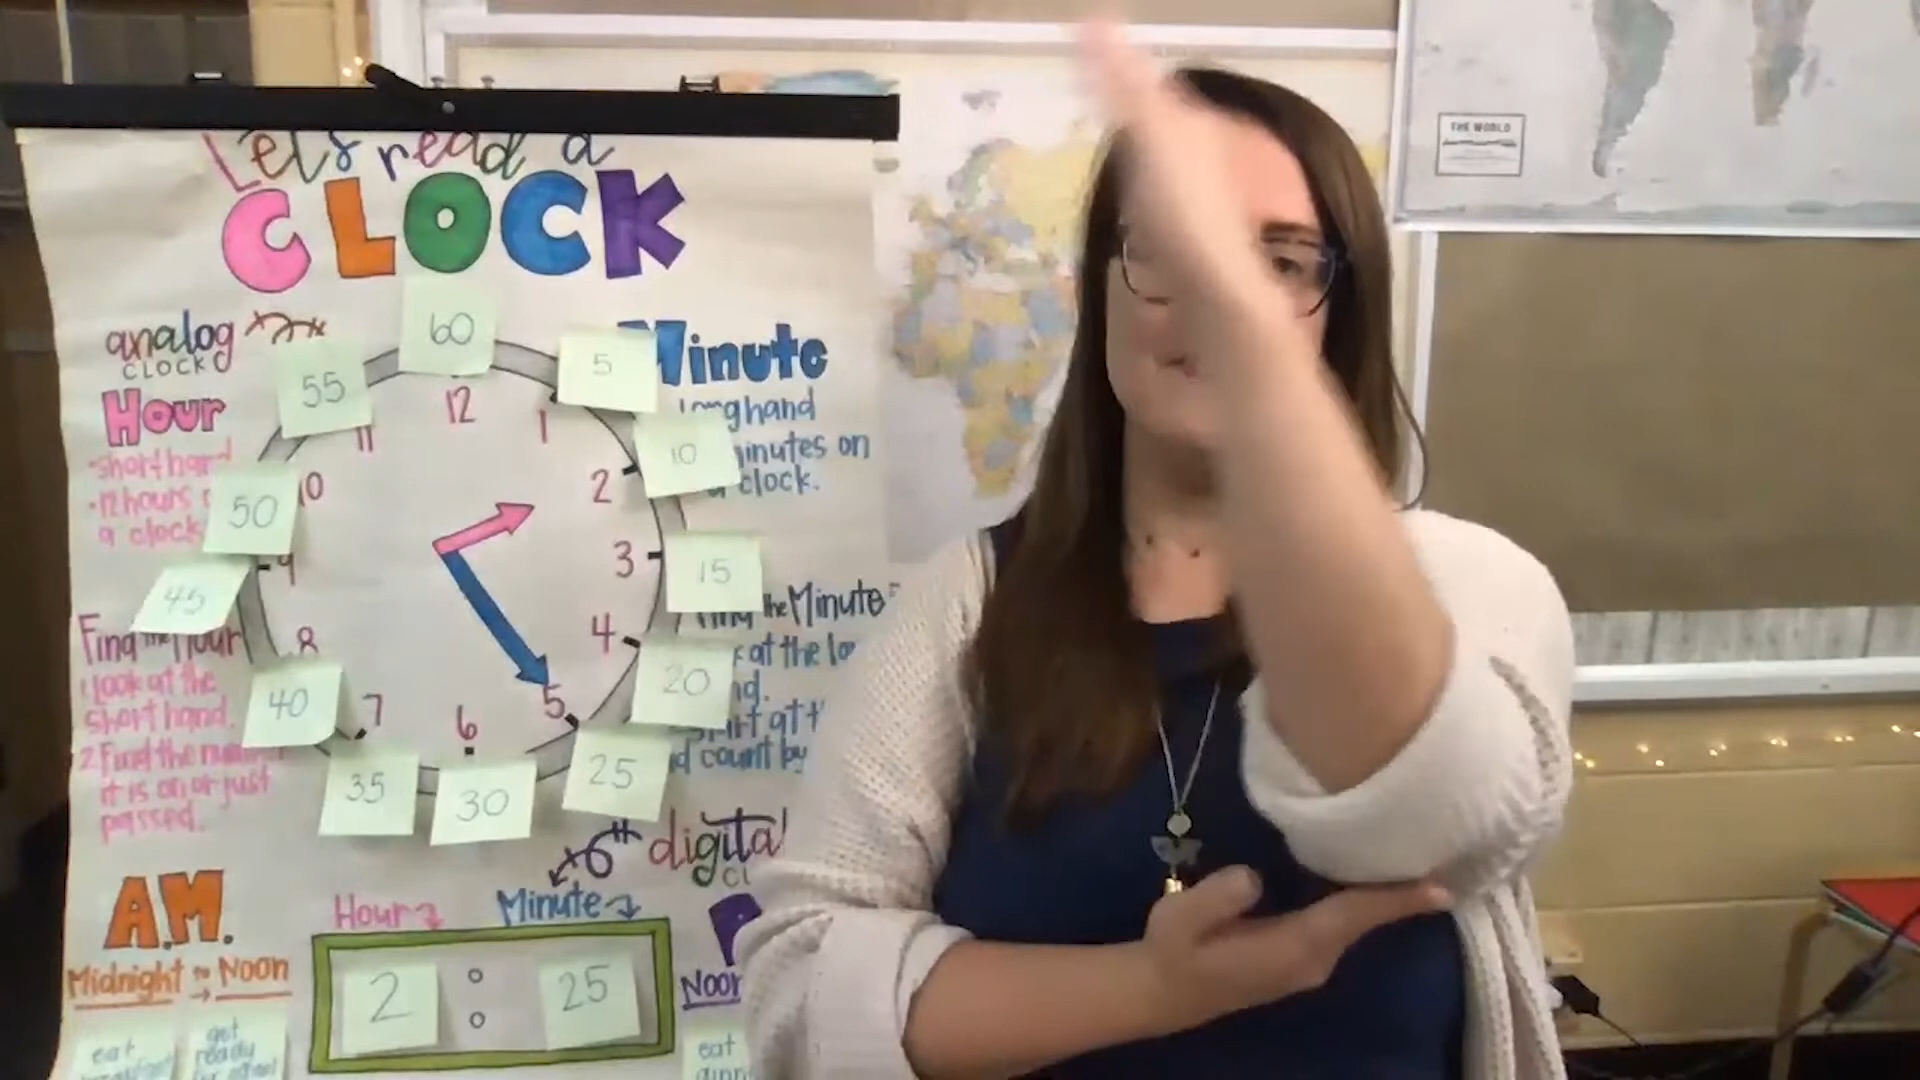 Let's read a
CLOCK
analog
CLOCK
Hour
•short hand
•12 hours
a clock
60
55
50
45
40
35
30
25
20
15
10
5
12
1
2
3
4
5
6
7
8
9
10
11
Minute
long hand
minutes on
clock.
Find the Hour
1 look at the
short hand.
2 Find the
it is on or just
passed.
the Minute
at the
count by
digital
A.M.
Midnight to Noon
eat
get
ready
Hour
Minute
2 : 25
eat
THE WORLD